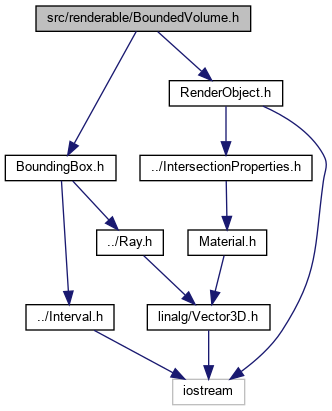 src/renderable/BoundedVolume.h
RenderObject.h
BoundingBox.h
../IntersectionProperties.h
../Ray.h
Material.h
../Interval.h
linalg/Vector3D.h
iostream